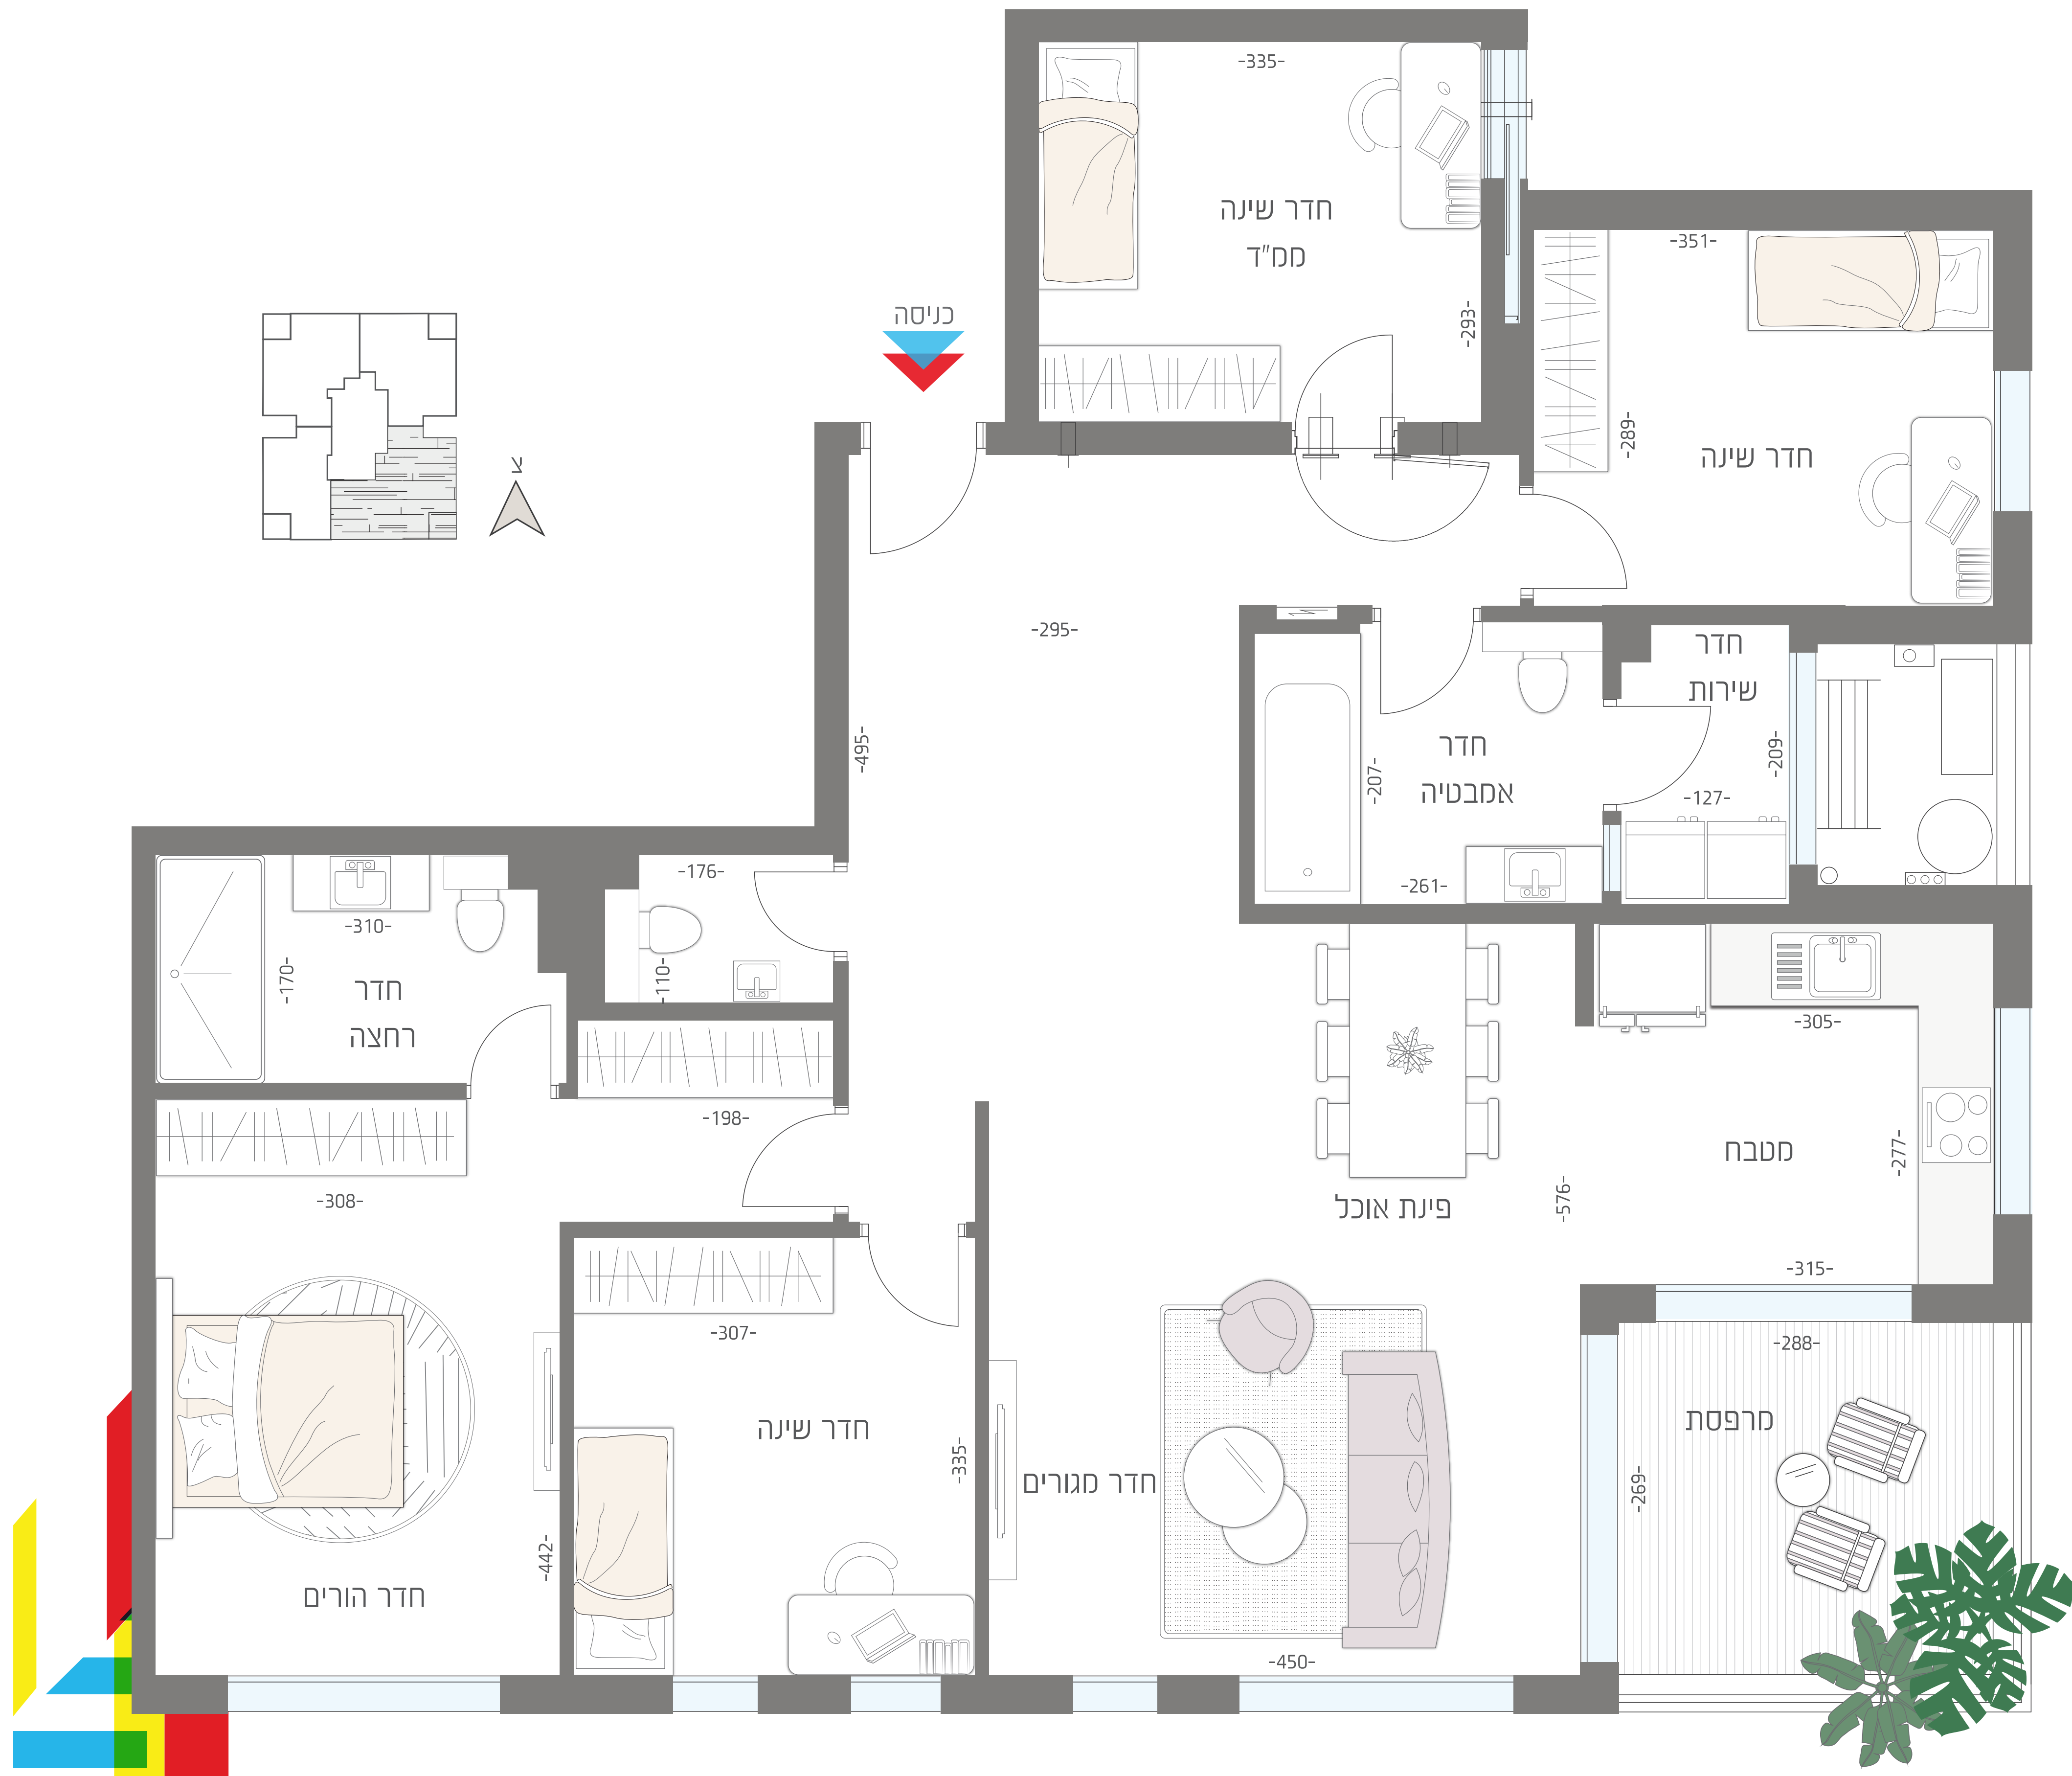 -335-
חדר שינה
ממ"ד
-293-
-351-
חדר שינה
-289-
כניסה
צ
-295-
-495-
חדר
שירות
-209-
-127-
חדר
אמבטיה
-207-
-261-
-176-
-110-
-310-
-170-
חדר
רחצה
-198-
-308-
-305-
מטבח
-277-
-315-
פינת אוכל
-576-
-288-
מרפסת
-269-
-307-
חדר שינה
-335-
חדר מגורים
-450-
-442-
חדר הורים